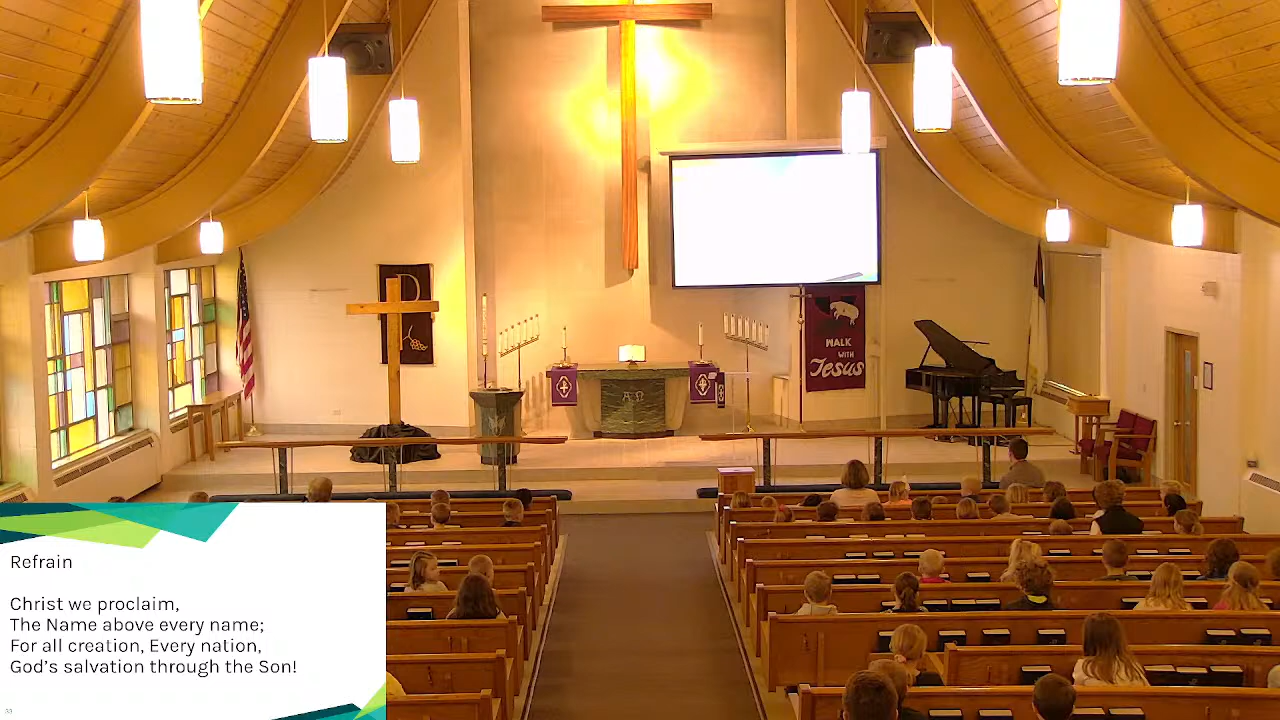 WALK
WITH
Jesus
ΑΩ
Refrain
Christ we proclaim,
The Name above every name;
For all creation, Every nation,
God's salvation through the Son!